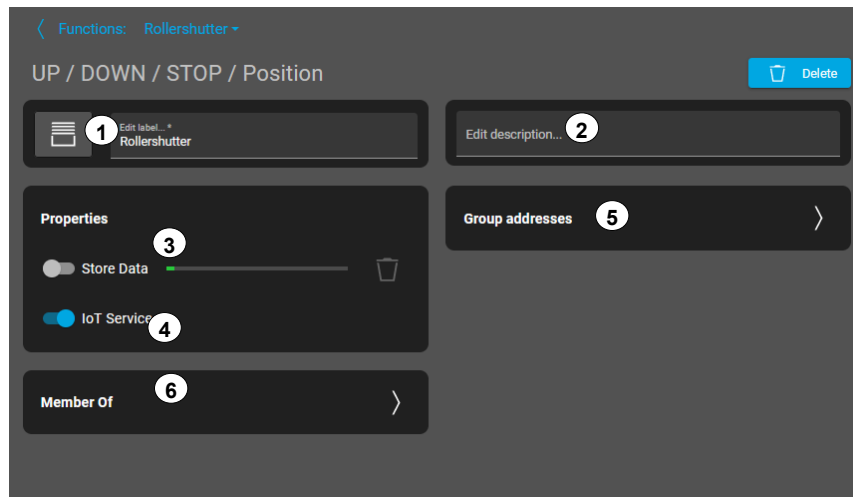 Functions: Rollershutter
UP / DOWN / STOP / Position
Delete
1
Edit label... *
Rollershutter
Edit description...
2
Properties
3
Store Data
IoT Service
4
Group addresses
5
Member Of
6